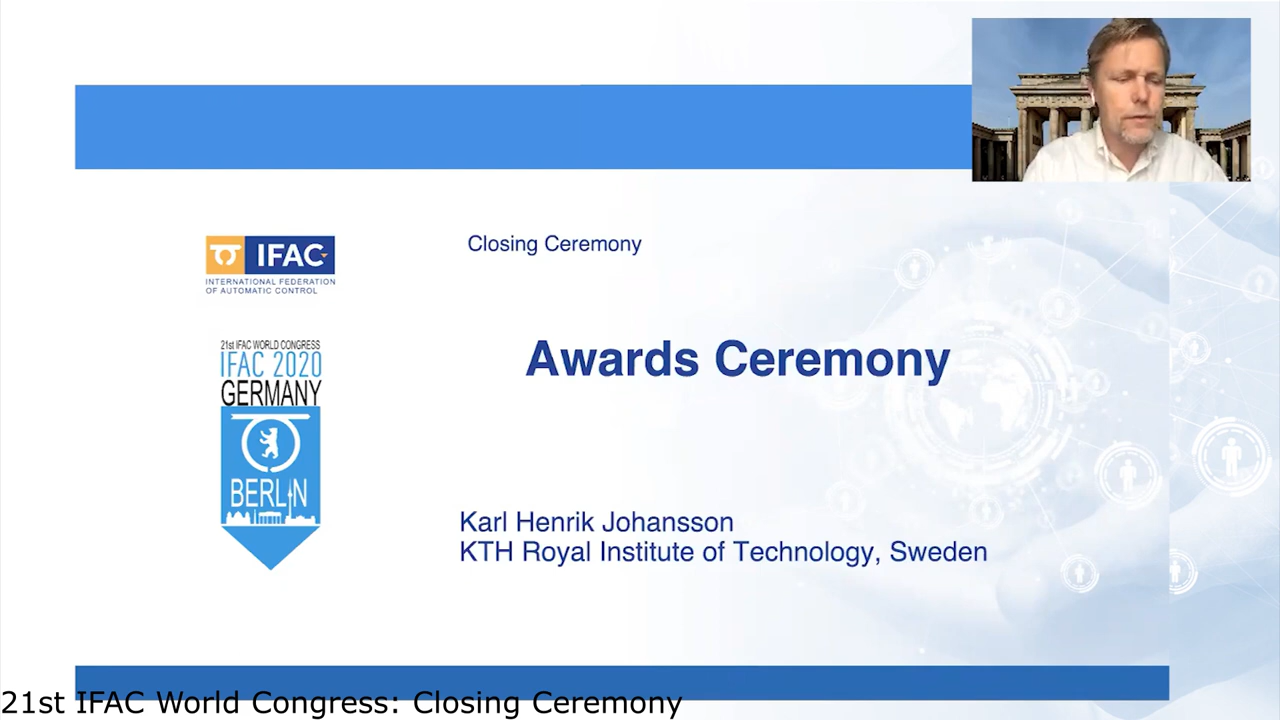 Closing Ceremony
IFAC
INTERNATIONAL FEDERATION
OF AUTOMATIC CONTROL
Awards Ceremony
21st IFAC WORLD CONGRESS
IFAC 2020
GERMANY
BERLIN
Karl Henrik Johansson
KTH Royal Institute of Technology, Sweden
21st IFAC World Congress: Closing Ceremony